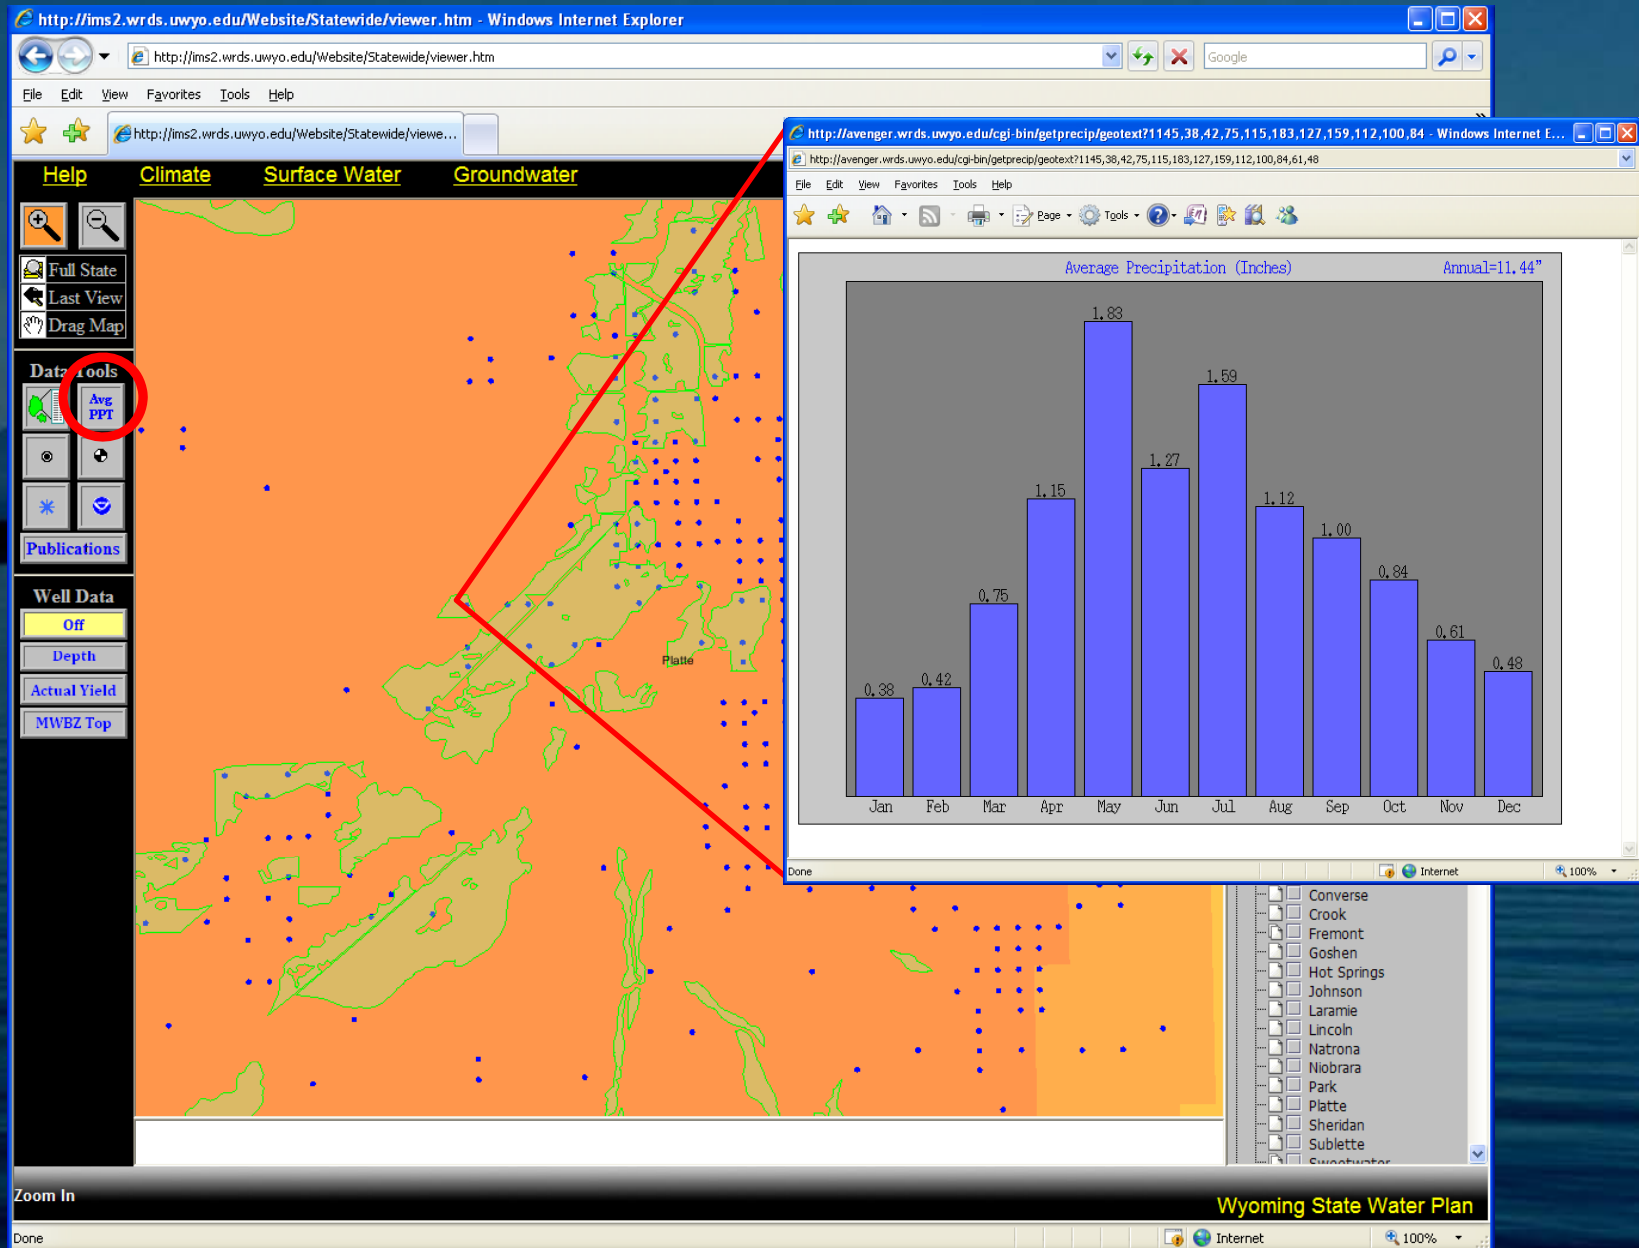 http://ims2.wrds.uwyo.edu/Website/Statewide/viewer.htm - Windows Internet Explorer
http://ims2.wrds.uwyo.edu/Website/Statewide/viewer.htm
Google
File Edit View Favorites Tools Help
http://ims2.wrds.uwyo.edu/Website/Statewide/viewe...
Help Climate Surface Water Groundwater
Full State
Last View
Drag Map
Data Tools
Avg
PPT
Publications
Well Data
Off
Depth
Actual Yield
MWBZ Top
Platte
http://avenger.wrds.uwyo.edu/cgi-bin/getprecip/geotext?1145,38,42,75,115,183,127,159,112,100,84 - Windows Internet E...
http://avenger.wrds.uwyo.edu/cgi-bin/getprecip/geotext?1145,38,42,75,115,183,127,159,112,100,84,61,48
File Edit View Favorites Tools Help
Page Tools
Average Precipitation (Inches) Annual=11.44"
1.83
1.59
1.27
1.15
1.12
1.00
0.84
0.75
0.61
0.48
0.42
0.38
Jan Feb Mar Apr May Jun Jul Aug Sep Oct Nov Dec
Done Internet 100%
Converse
Crook
Fremont
Goshen
Hot Springs
Johnson
Laramie
Lincoln
Natrona
Niobrara
Park
Platte
Sheridan
Sublette
Sweetwater
Zoom In
Wyoming State Water Plan
Done Internet 100%